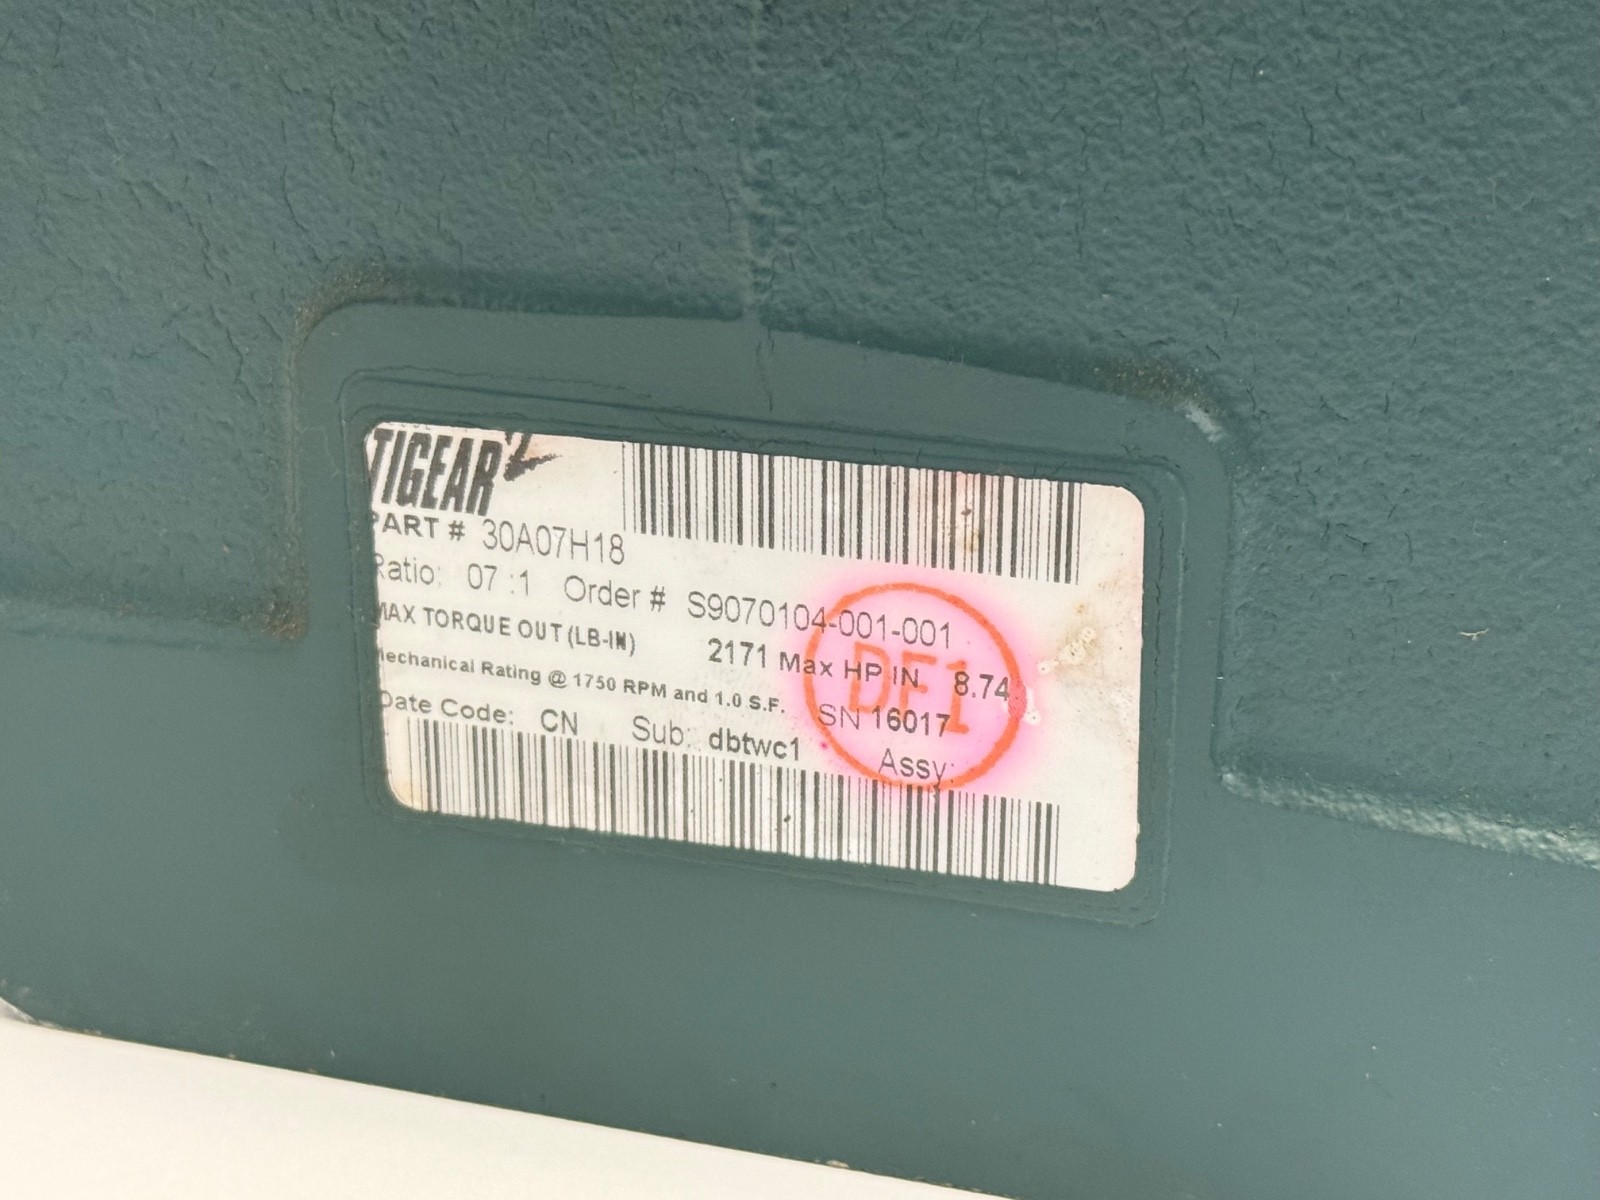 TIGEAR
PART # 30A07H18
Ratio: 07 :1 Order # S9070104-001-001
MAX TORQUE OUT (LB-IN) 2171 Max HP IN 8.74
Mechanical Rating @ 1750 RPM and 1.0 S.F.
SN 16017
Date Code: CN Sub: dbtwc1 Assy:
DF1